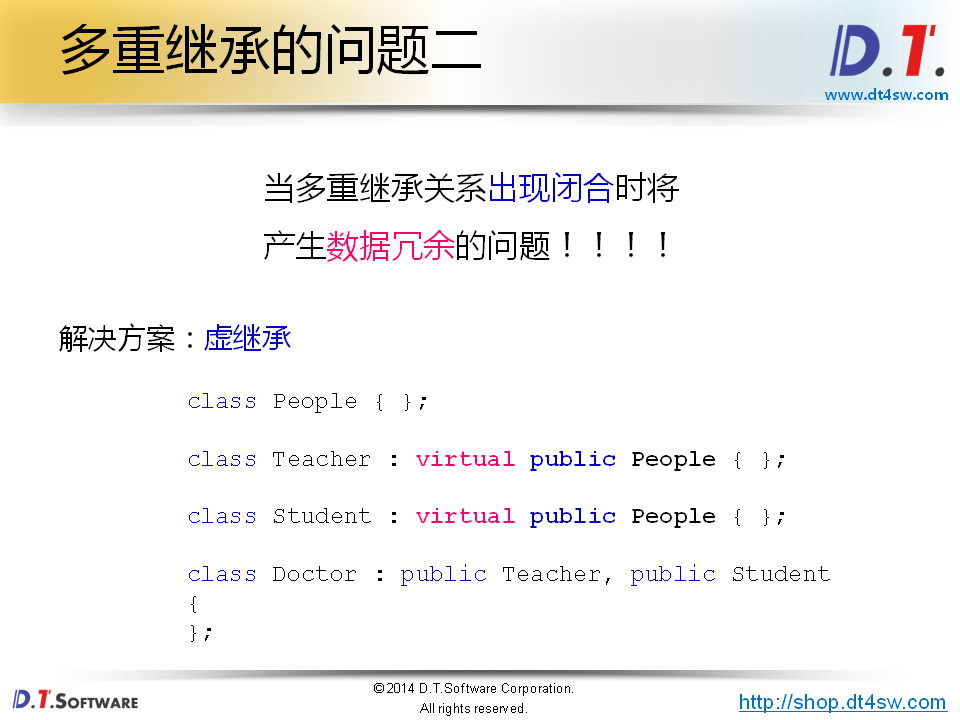 多重继承的问题二
D.T.
www.dt4sw.com
当多重继承关系出现闭合时将
产生数据冗余的问题！！！！
解决方案：虚继承
class People { };
class Teacher : virtual public People { };
class Student : virtual public People { };
class Doctor : public Teacher, public Student
{
};
D.T.SOFTWARE
©2014 D.T.Software Corporation.
All rights reserved.
http://shop.dt4sw.com